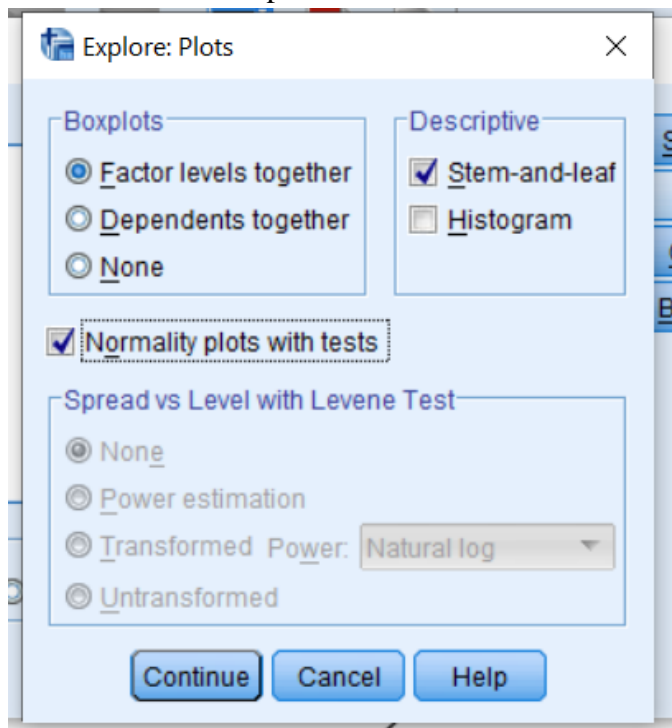 Explore: Plots
Boxplots
Factor levels together
Dependents together
None
Descriptive
Stem-and-leaf
Histogram
Normality plots with tests
Spread vs Level with Levene Test
None
Power estimation
Transformed Power: Natural log
Untransformed
Continue Cancel Help